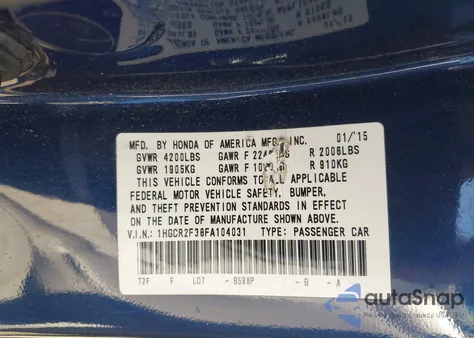 MFD. BY HONDA OF AMERICA MFG., INC. 01/15
GVWR 4200LBS GAWR F R 2006LBS
GVWR 1905KG GAWR F R 910KG
THIS VEHICLE CONFORMS TO ALL APPLICABLE
FEDERAL MOTOR VEHICLE SAFETY, BUMPER,
AND THEFT PREVENTION STANDARDS IN EFFECT
ON THE DATE OF MANUFACTURE SHOWN ABOVE.
V.I.N.: 1HGCR2F38FA104031 TYPE: PASSENGER CAR
T2F F LD7 - B588P - B - A
autoSnap